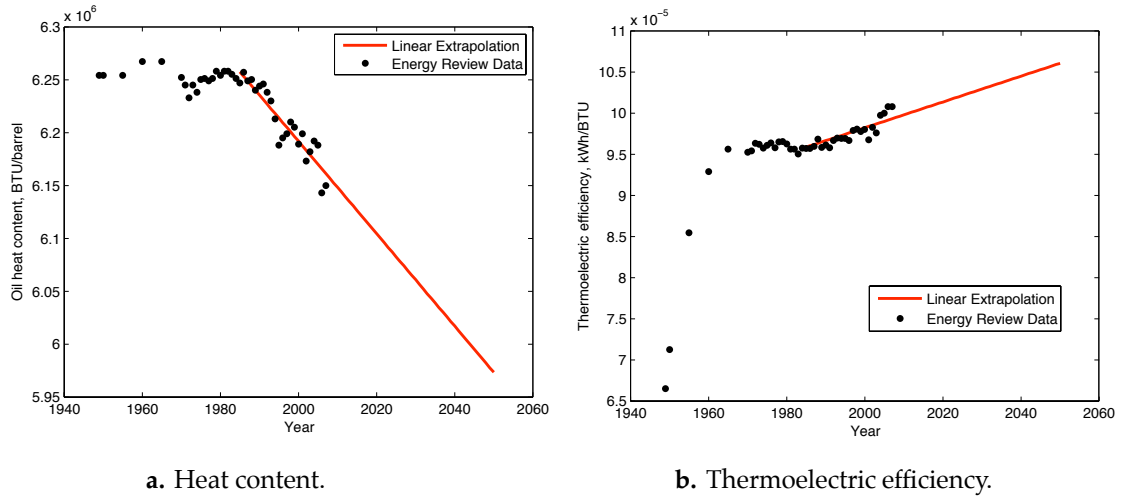 x 10⁶
6.3
6.25
6.2
6.15
6.1
6.05
6
5.95
Oil heat content, BTU/barrel
Linear Extrapolation
Energy Review Data
1940 1960 1980 2000 2020 2040 2060
Year
a. Heat content.
x 10⁻⁵
11
10.5
10
9.5
9
8.5
8
7.5
7
6.5
Thermoelectric efficiency, kWh/BTU
Linear Extrapolation
Energy Review Data
1940 1960 1980 2000 2020 2040 2060
Year
b. Thermoelectric efficiency.